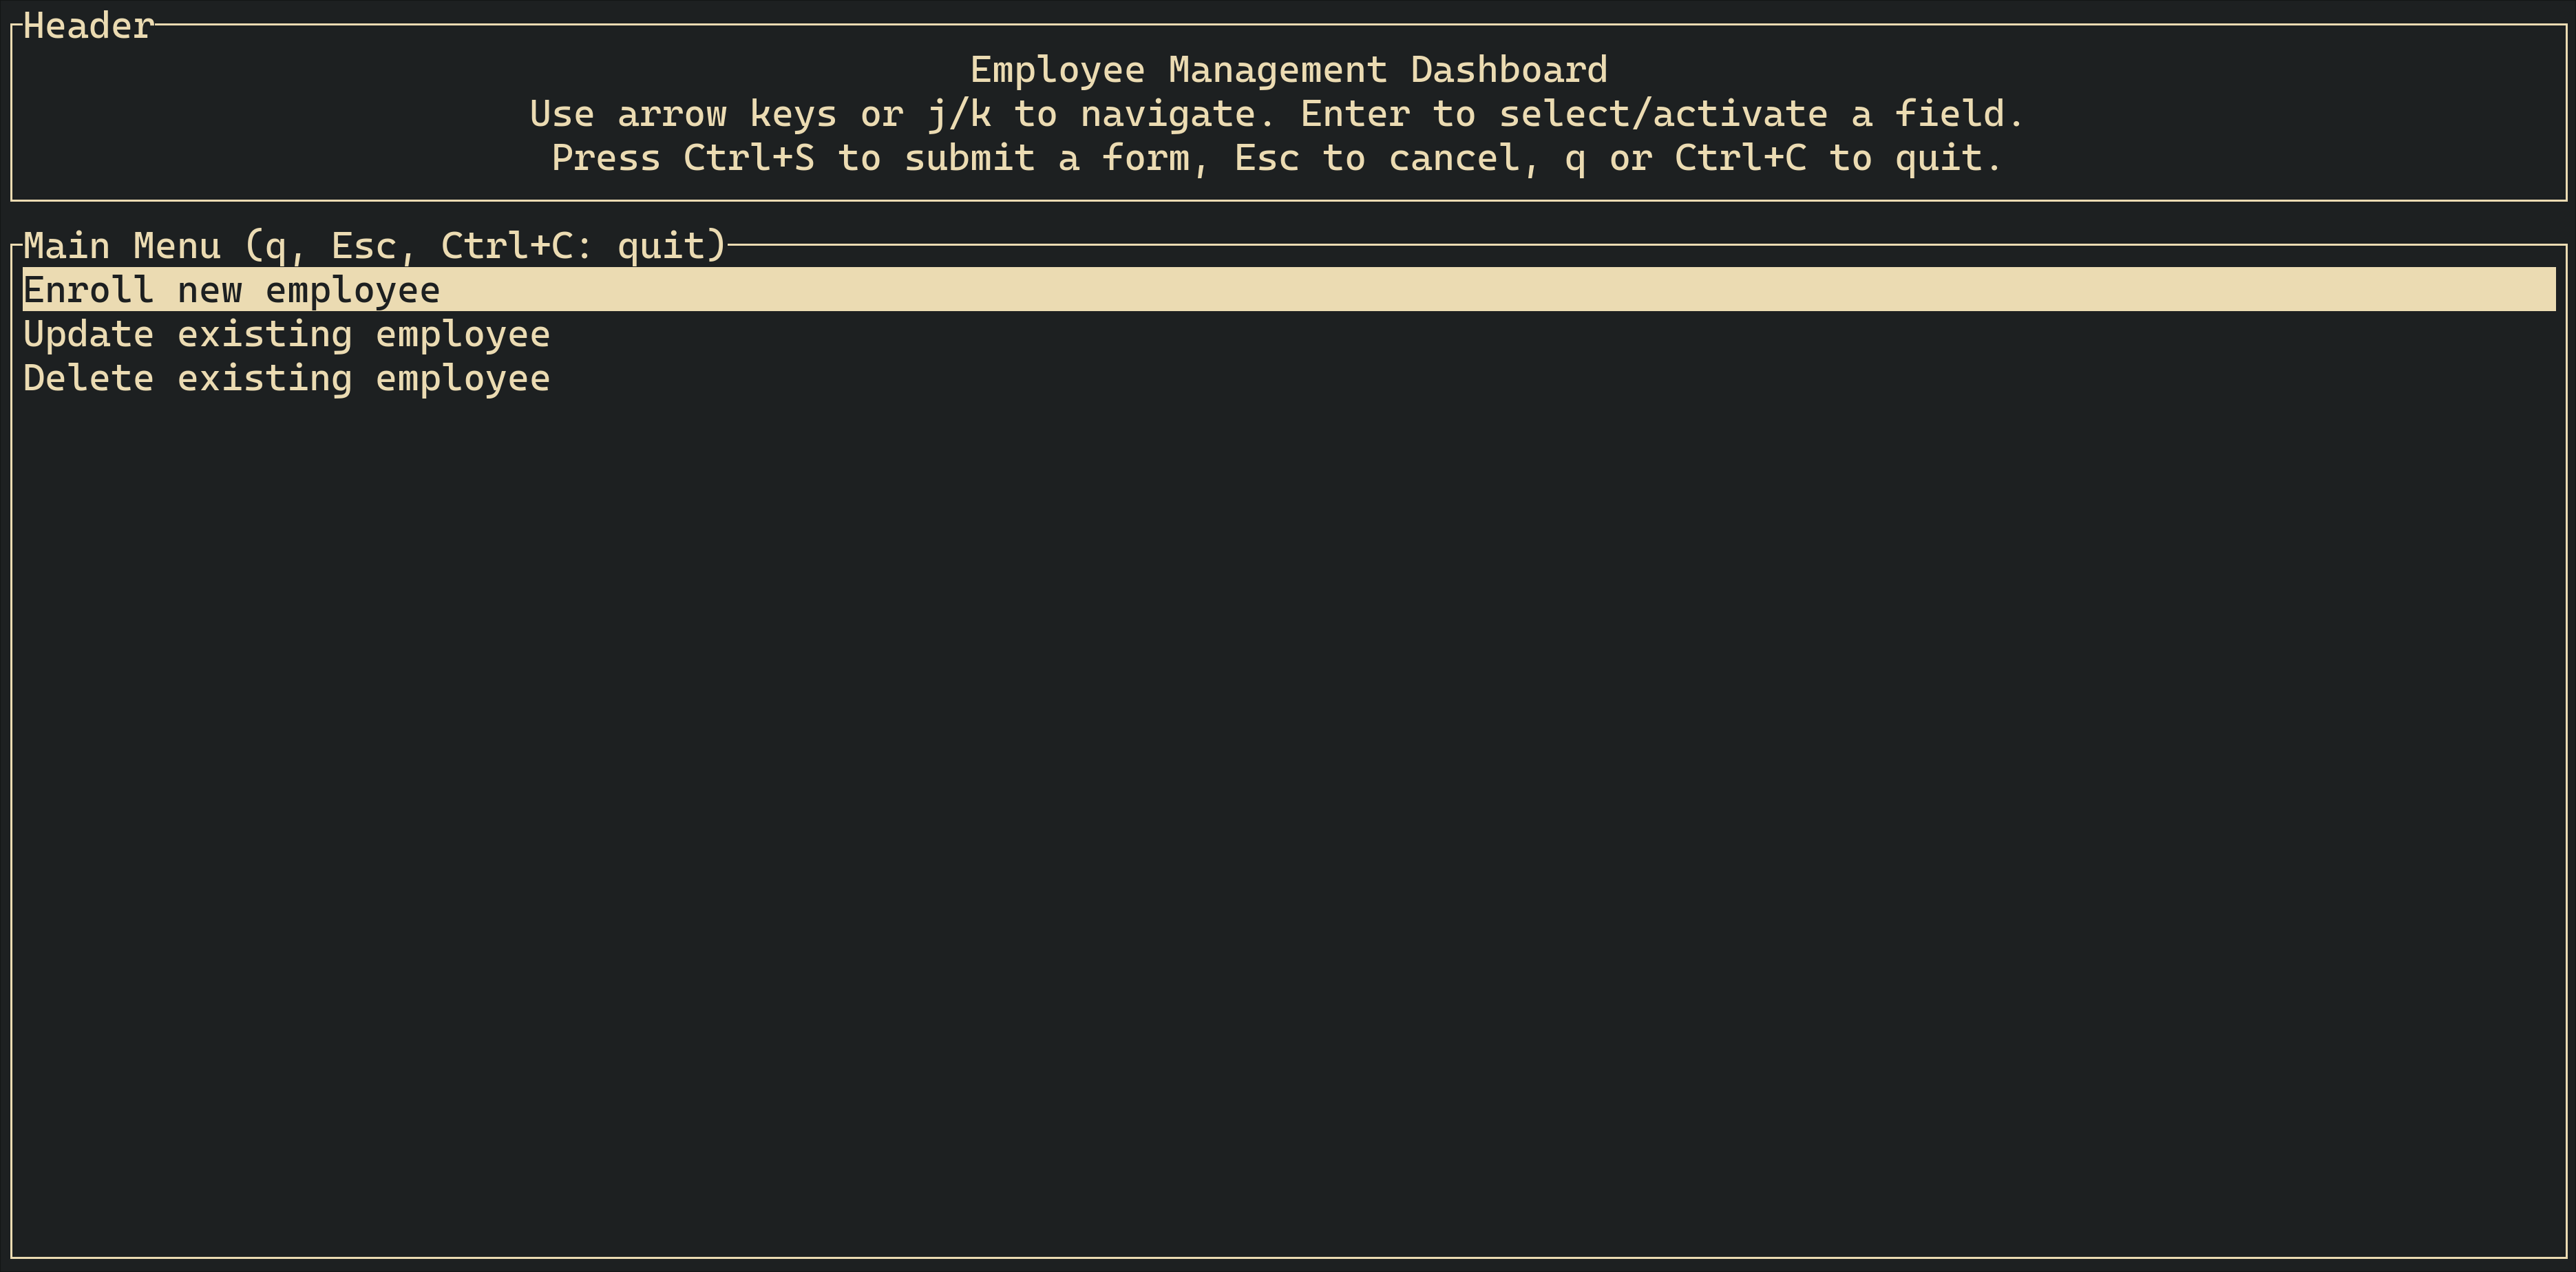 Header
Employee Management Dashboard
Use arrow keys or j/k to navigate. Enter to select/activate a field.
Press Ctrl+S to submit a form, Esc to cancel, q or Ctrl+C to quit.
Main Menu (q, Esc, Ctrl+C: quit)
Enroll new employee
Update existing employee
Delete existing employee